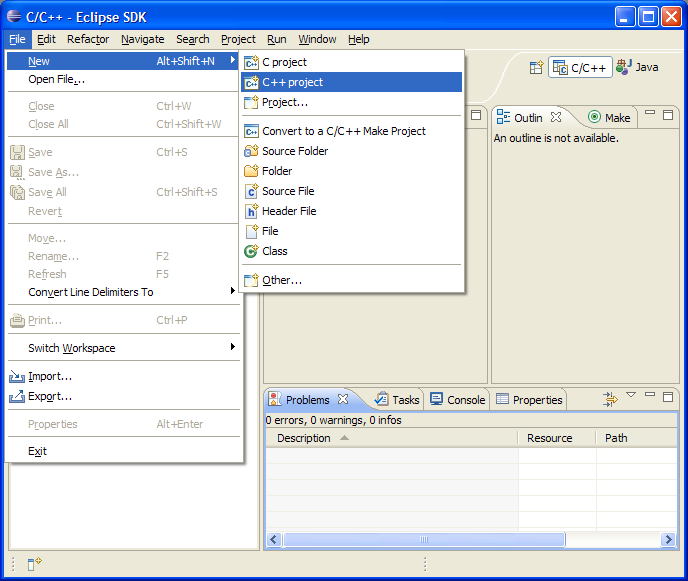 C/C++ - Eclipse SDK
File Edit Refactor Navigate Search Project Run Window Help
New Alt+Shift+N
Open File...
Close Ctrl+W
Close All Ctrl+Shift+W
Save Ctrl+S
Save As...
Save All Ctrl+Shift+S
Revert
Move...
Rename... F2
Refresh F5
Convert Line Delimiters To
Print... Ctrl+P
Switch Workspace
Import...
Export...
Properties Alt+Enter
Exit
C project
C++ project
Project...
Convert to a C/C++ Make Project
Source Folder
Folder
Source File
Header File
File
Class
Other...
C/C++ Java
Outlin Make
An outline is not available.
Problems Tasks Console Properties
0 errors, 0 warnings, 0 infos
Description Resource Path